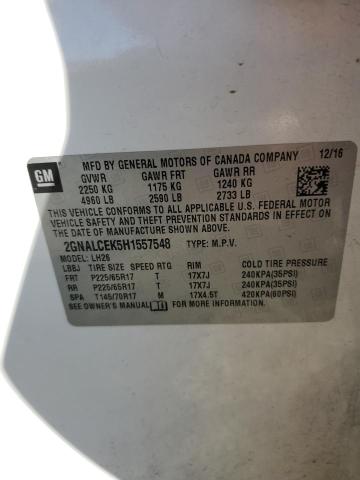 GM
MFD BY GENERAL MOTORS OF CANADA COMPANY 12/16
GVWR GAWR FRT GAWR RR
2250 KG 1175 KG 1240 KG
4960 LB 2590 LB 2733 LB
THIS VEHICLE CONFORMS TO ALL APPLICABLE U.S. FEDERAL MOTOR
VEHICLE SAFETY AND THEFT PREVENTION STANDARDS IN EFFECT ON
THE DATE OF MANUFACTURE SHOWN ABOVE.
2GNALCEK5H1557548 TYPE: M.P.V.
MODEL: LH26
LBBJ TIRE SIZE SPEED RTG RIM COLD TIRE PRESSURE
FRT P225/65R17 T 17X7J 240KPA(35PSI)
RR P225/65R17 T 17X7J 240KPA(35PSI)
SPA T145/70R17 M 17X4.5T 420KPA(60PSI)
SEE OWNER'S MANUAL FOR